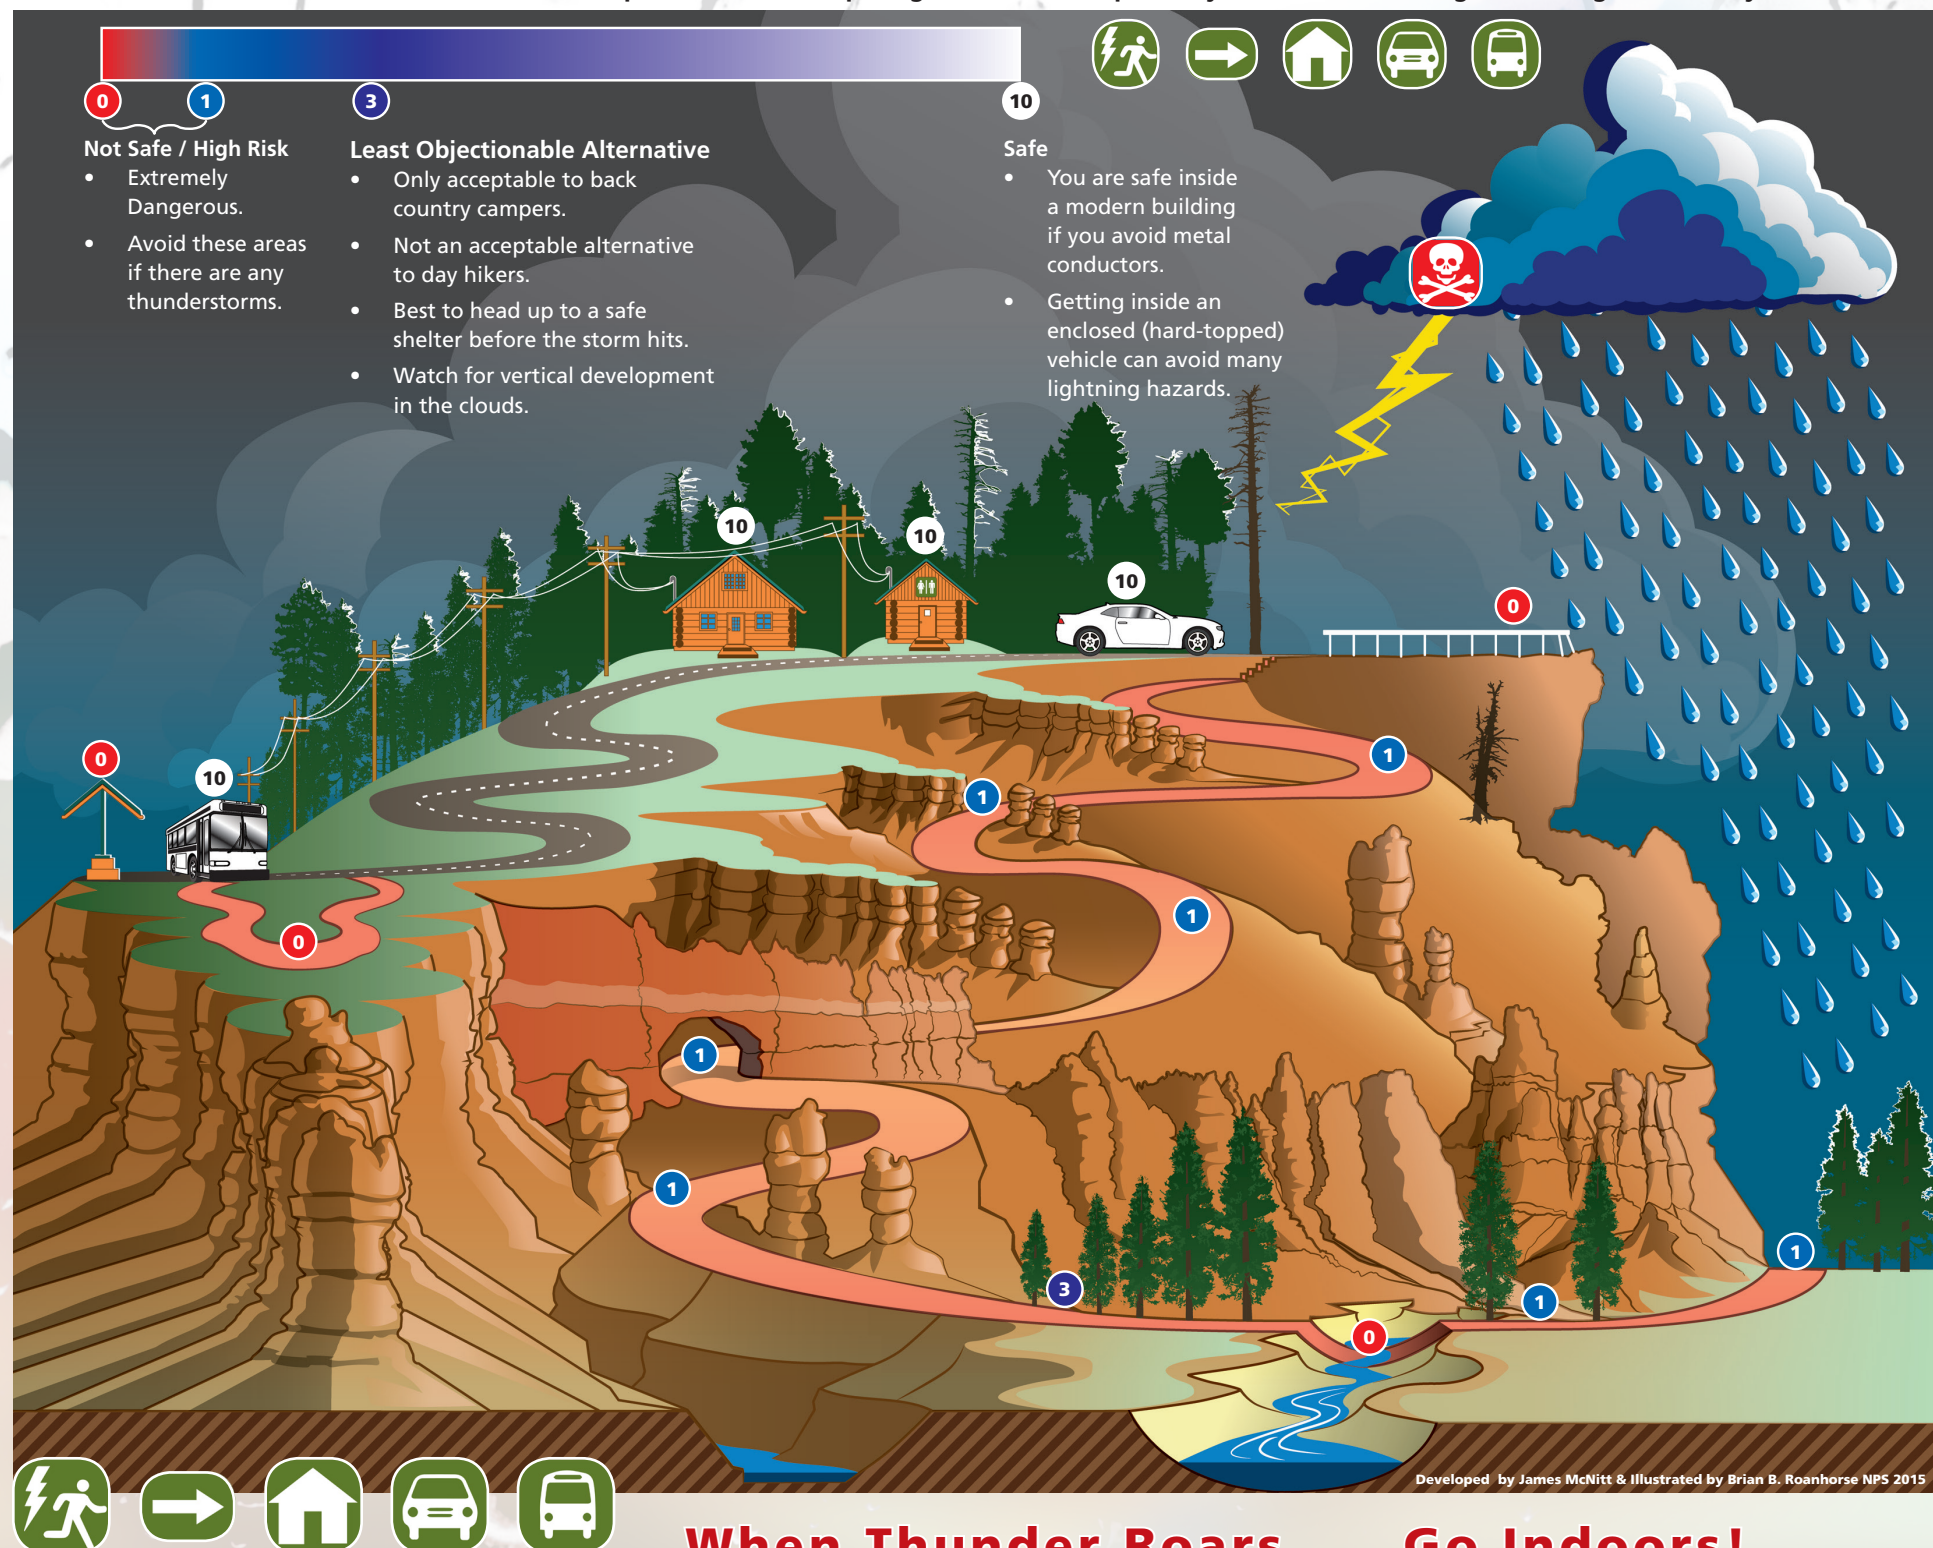 0
1
3
10
Not Safe / High Risk
• Extremely
Dangerous.
• Avoid these areas
if there are any
thunderstorms.
Least Objectionable Alternative
• Only acceptable to back
country campers.
• Not an acceptable alternative
to day hikers.
• Best to head up to a safe
shelter before the storm hits.
• Watch for vertical development
in the clouds.
Safe
• You are safe inside
a modern building
if you avoid metal
conductors.
• Getting inside an
enclosed (hard-topped)
vehicle can avoid many
lightning hazards.
10
10
10
0
0
10
1
1
1
0
1
1
3
1
1
0
Developed by James McNitt & Illustrated by Brian B. Roanhorse NPS 2015
When Thunder Roars Go Indoors!